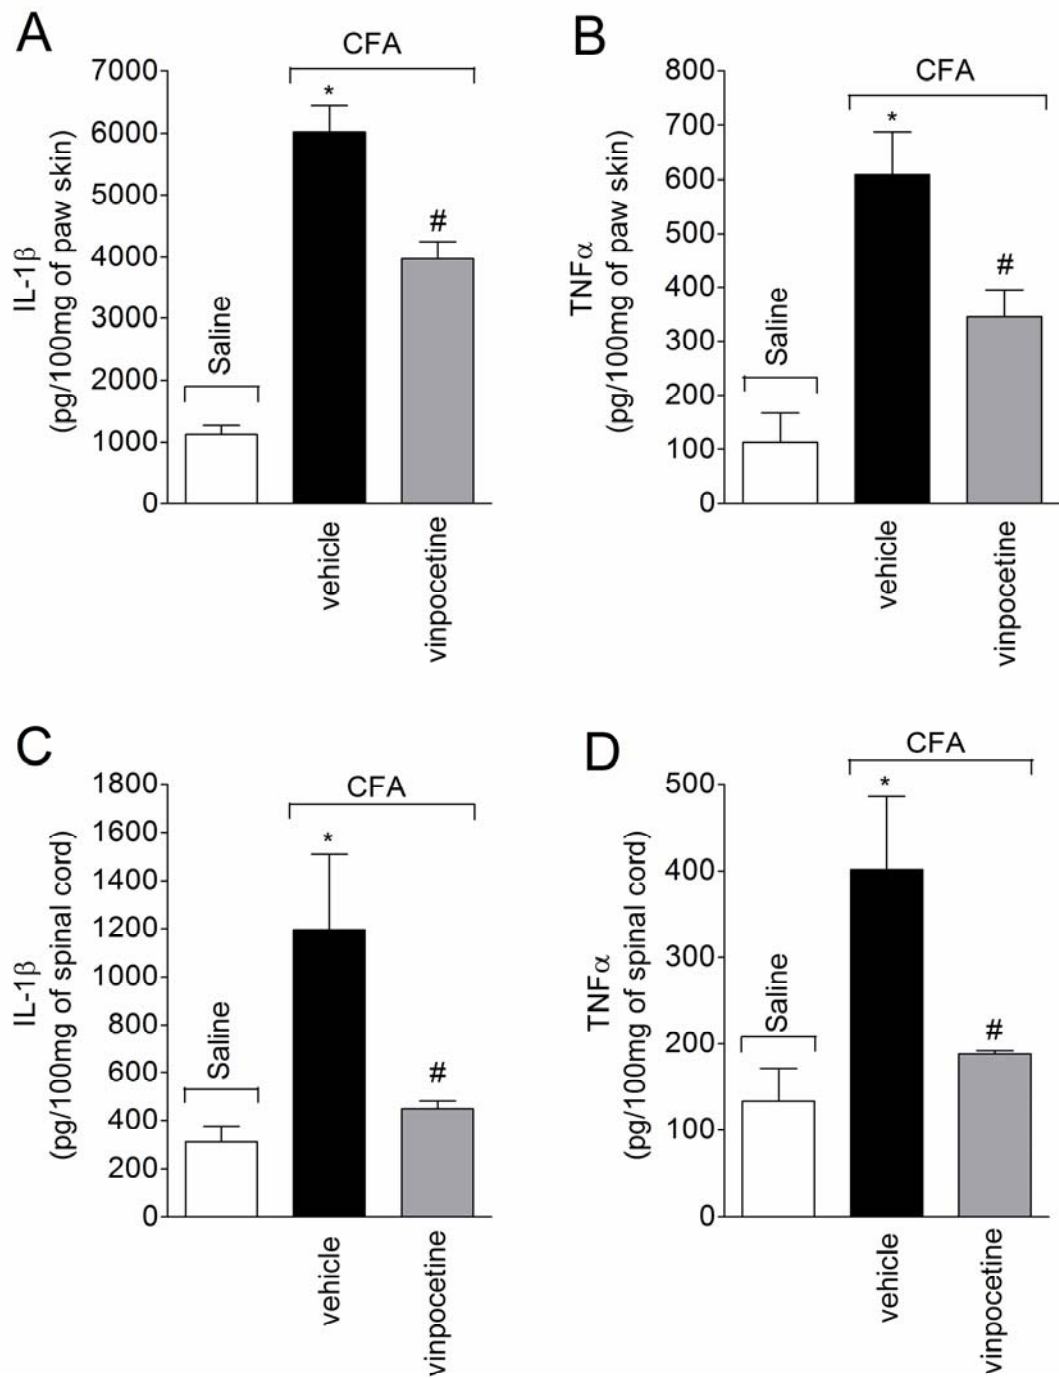 A
CFA
7000
6000
5000
4000
3000
2000
1000
0
IL-1β
(pg/100mg of paw skin)
Saline
*
#
vehicle
vinpocetine
B
CFA
800
700
600
500
400
300
200
100
0
TNFα
(pg/100mg of paw skin)
Saline
*
#
vehicle
vinpocetine
C
CFA
1800
1600
1400
1200
1000
800
600
400
200
0
IL-1β
(pg/100mg of spinal cord)
Saline
*
#
vehicle
vinpocetine
D
CFA
500
400
300
200
100
0
TNFα
(pg/100mg of spinal cord)
Saline
*
#
vehicle
vinpocetine